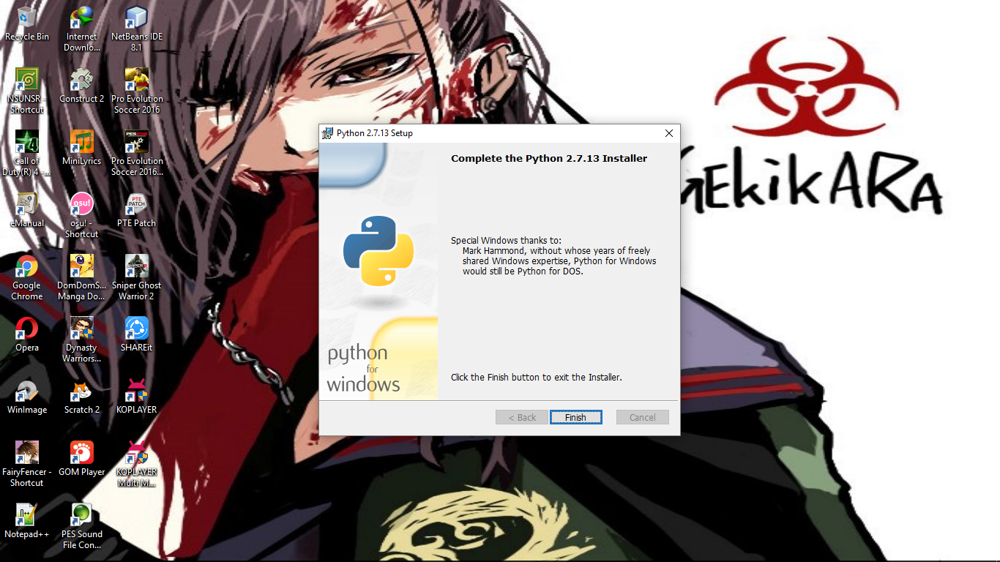 Recycle Bin
Internet
Downlo...
NetBeans IDE
8.1
NSUNSR -
Shortcut
Construct 2
Pro Evolution
Soccer 2016
Call of
Duty(R) 4 -...
MiniLyrics
PES2016
Pro Evolution
Soccer 2016...
eManual
osu!
osu! -
Shortcut
PTE
PATCH
PTE Patch
Google
Chrome
DomDomS...
Manga Do...
Sniper Ghost
Warrior 2
Opera
Dynasty
Warriors...
SHAREit
WinImage
Scratch 2
KOPLAYER
FairyFencer -
Shortcut
GOM Player
KOPLAYER
Multi M...
Notepad++
PES Sound
File Con...
Python 2.7.13 Setup
Complete the Python 2.7.13 Installer
Special Windows thanks to:
Mark Hammond, without whose years of freely
shared Windows expertise, Python for Windows
would still be Python for DOS.
python
for
windows
Click the Finish button to exit the Installer.
< Back
Finish
Cancel
GEkikARA